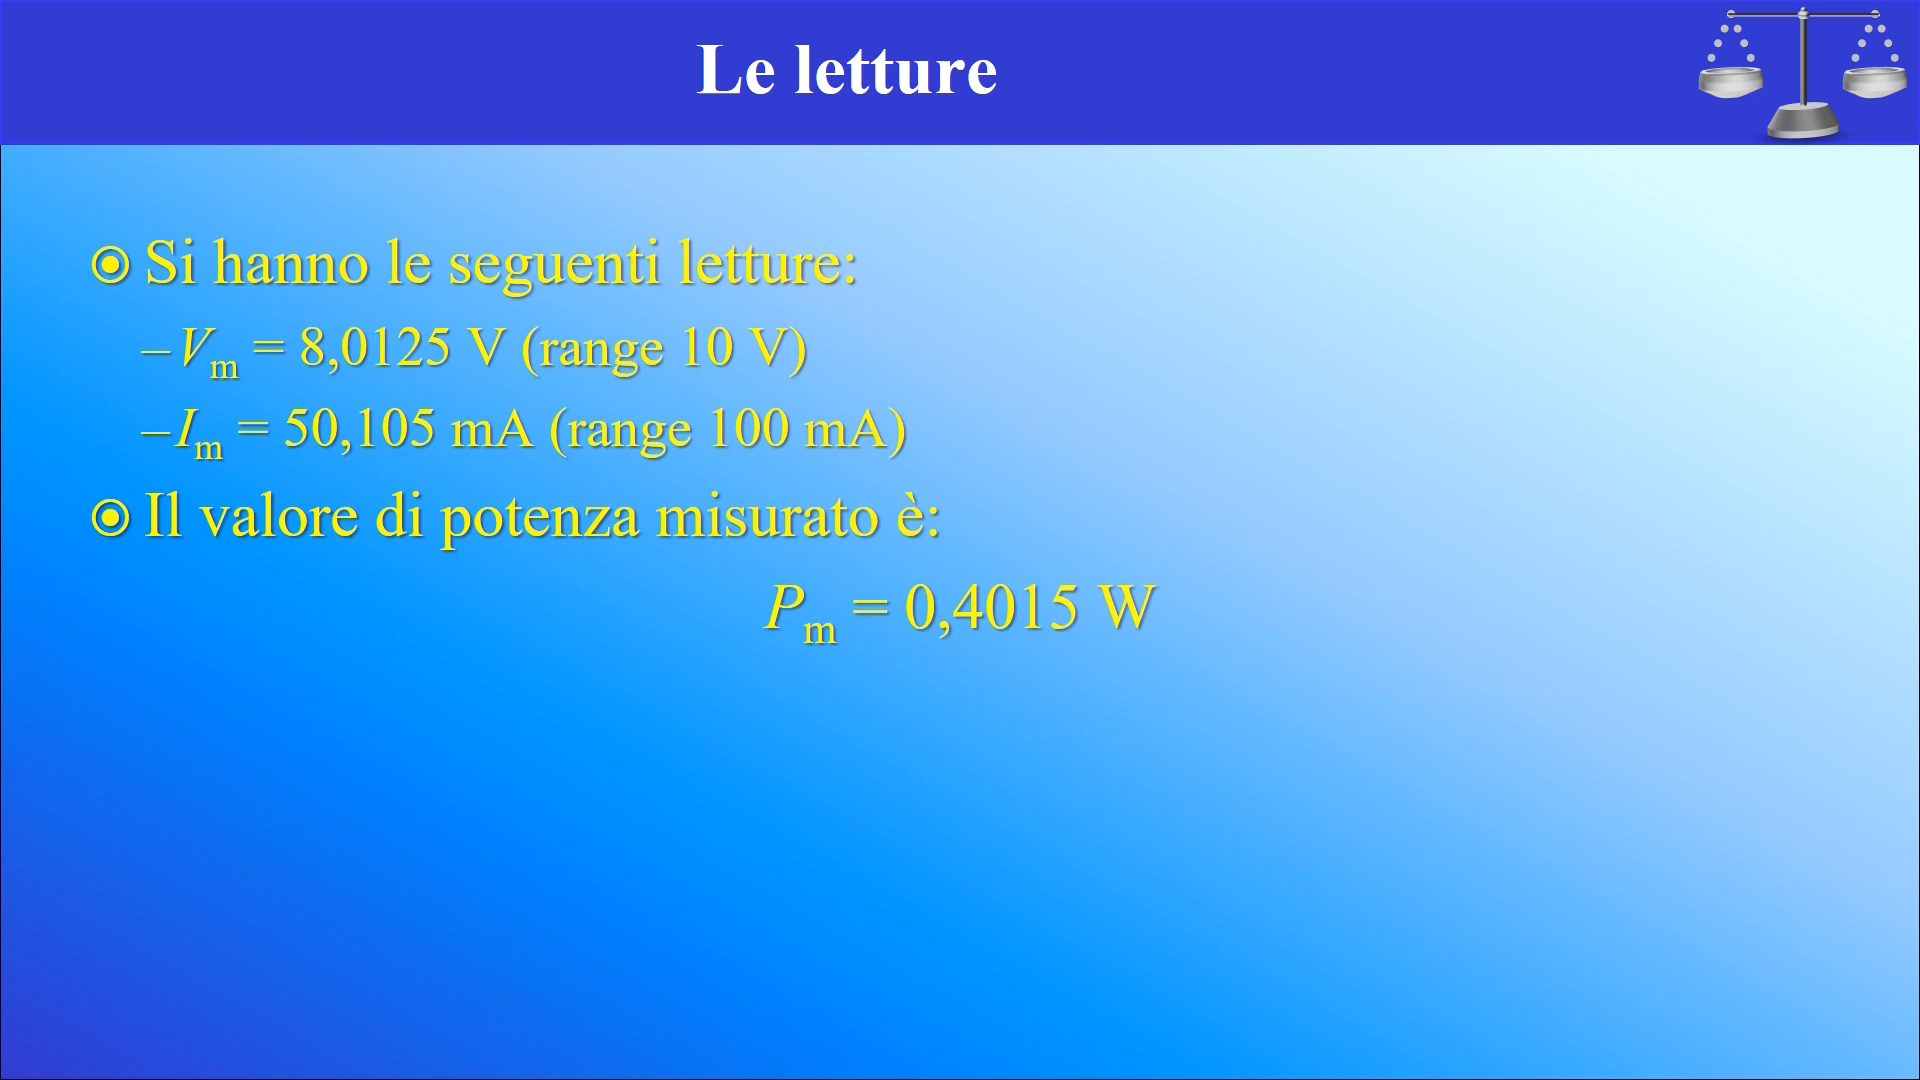 Le letture
Si hanno le seguenti letture:
–Vm = 8,0125 V (range 10 V)
–Im = 50,105 mA (range 100 mA)
Il valore di potenza misurato è:
Pm = 0,4015 W